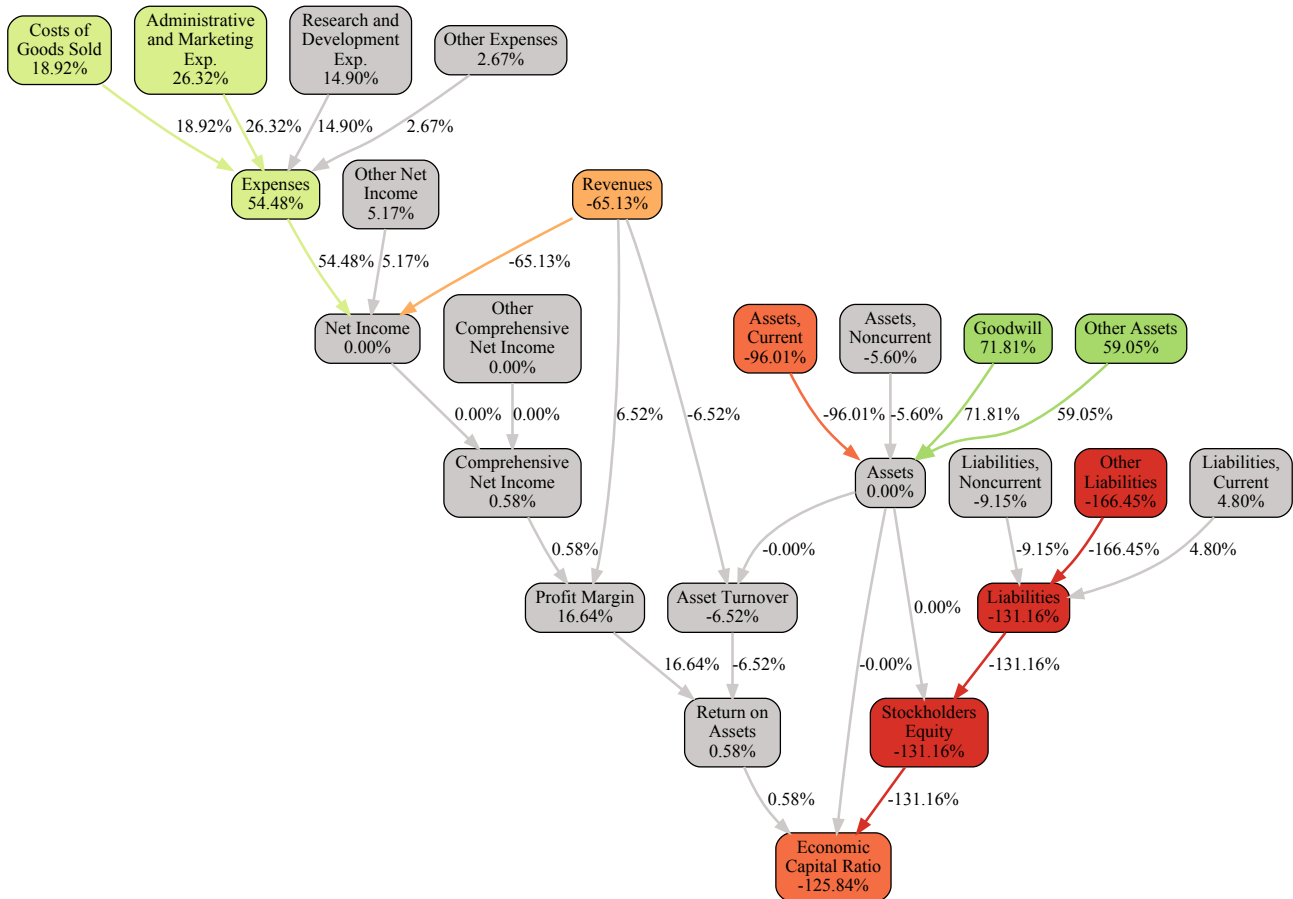 Costs of
Goods Sold
18.92%
Administrative
and Marketing
Exp.
26.32%
Research and
Development
Exp.
14.90%
Other Expenses
2.67%
18.92%
26.32%
14.90%
2.67%
Expenses
54.48%
Other Net
Income
5.17%
Revenues
-65.13%
54.48%
5.17%
-65.13%
Net Income
0.00%
Other
Comprehensive
Net Income
0.00%
Assets,
Current
-96.01%
Assets,
Noncurrent
-5.60%
Goodwill
71.81%
Other Assets
59.05%
0.00%
0.00%
6.52%
-6.52%
-96.01%
-5.60%
71.81%
59.05%
Comprehensive
Net Income
0.58%
Assets
0.00%
Liabilities,
Noncurrent
-9.15%
Other
Liabilities
-166.45%
Liabilities,
Current
4.80%
0.58%
-0.00%
-9.15%
-166.45%
4.80%
Profit Margin
16.64%
Asset Turnover
-6.52%
0.00%
Liabilities
-131.16%
16.64%
-6.52%
-0.00%
-131.16%
Return on
Assets
0.58%
Stockholders
Equity
-131.16%
0.58%
-131.16%
Economic
Capital Ratio
-125.84%